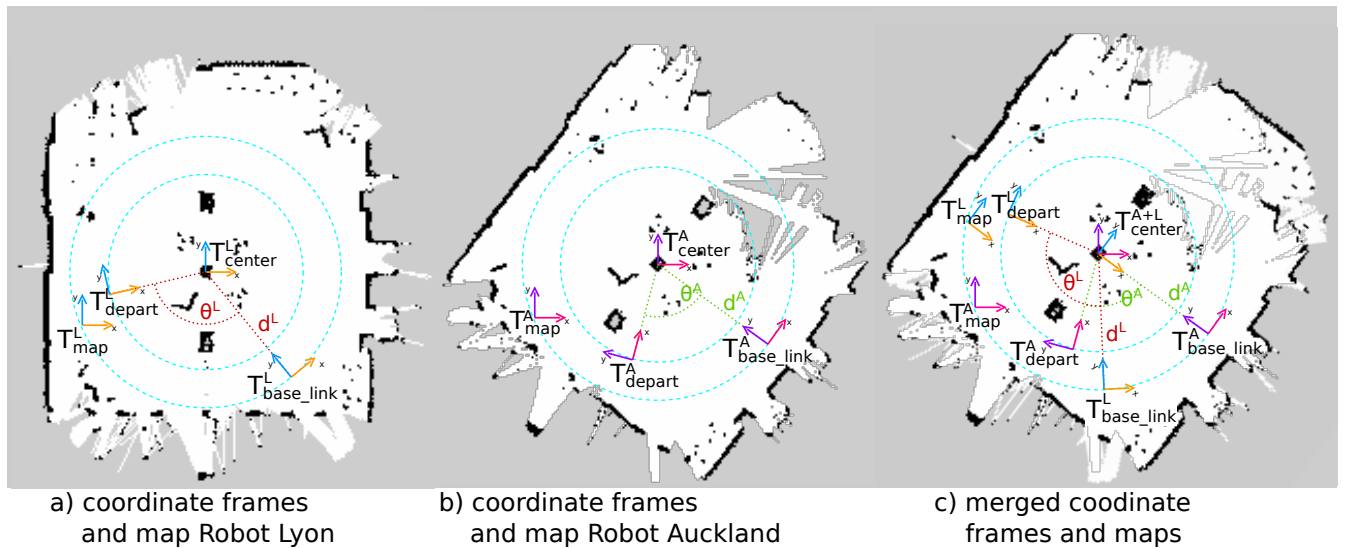 y
T^L_center
x
y
x
T^L_depart
y
θ^L
d^L
T^L_map
x
y
x
T^L_base_link
a) coordinate frames
and map Robot Lyon
y
T^A_center
x
y
θ^A
d^A
T^A_map
x
x
y
x
T^A_base_link
y
T^A_depart
b) coordinate frames
and map Robot Auckland
y
y
T^L_map
T^L_depart
x
x
y
y
T^A+L_center
x
x
y
θ^L
θ^A
d^A
T^A_map
x
x
y
T^A_base_link
x
y
T^A_depart
d^L
y
x
T^L_base_link
c) merged coodinate
frames and maps